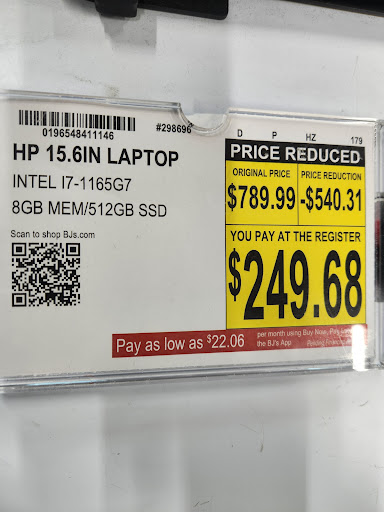 0196548411146
#298696
D P HZ 179
HP 15.6IN LAPTOP
INTEL I7-1165G7
8GB MEM/512GB SSD
Scan to shop BJs.com
PRICE REDUCED
ORIGINAL PRICE PRICE REDUCTION
$789.99 -$540.31
YOU PAY AT THE REGISTER
$249.68
Pay as low as $22.06
per month using Buy Now, Pay
the BJ's App
Pending Financing